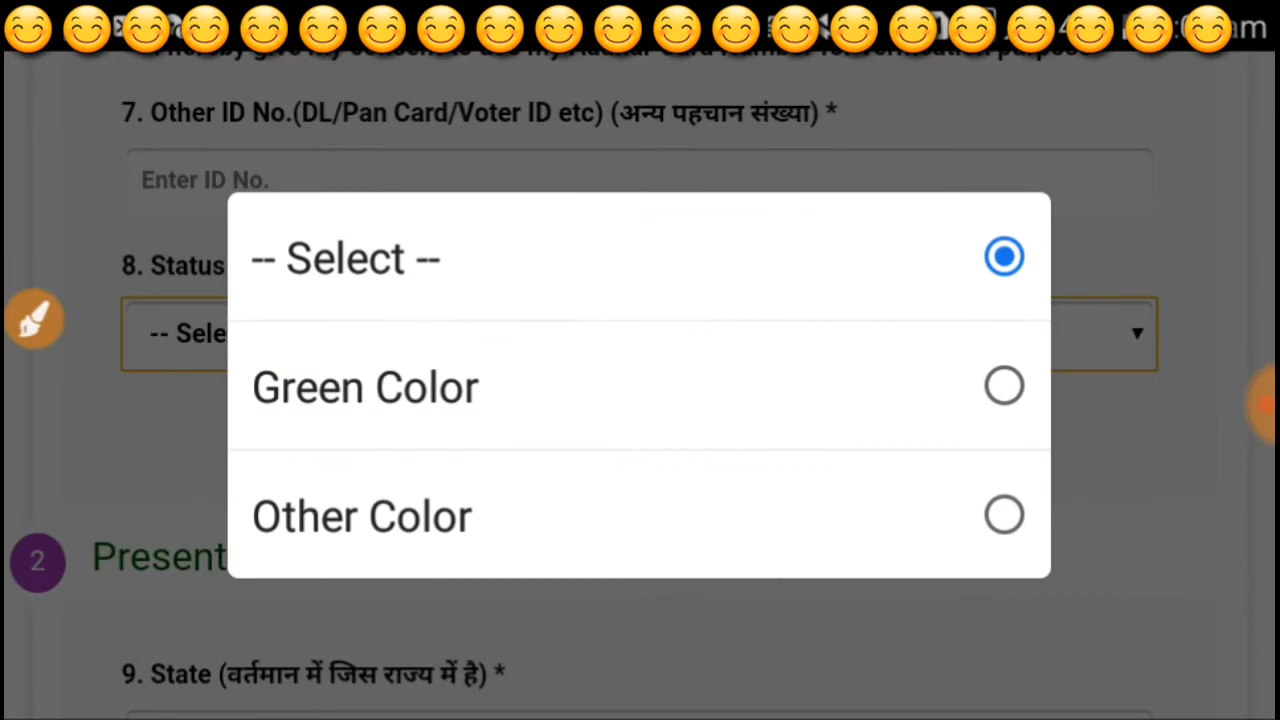 7. Other ID No.(DL/Pan Card/Voter ID etc) (अन्य पहचान संख्या) *
Enter ID No.
8. Status
-- Sele
▼
-- Select --
Green Color
Other Color
2
Present
9. State (वर्तमान में जिस राज्य में है) *